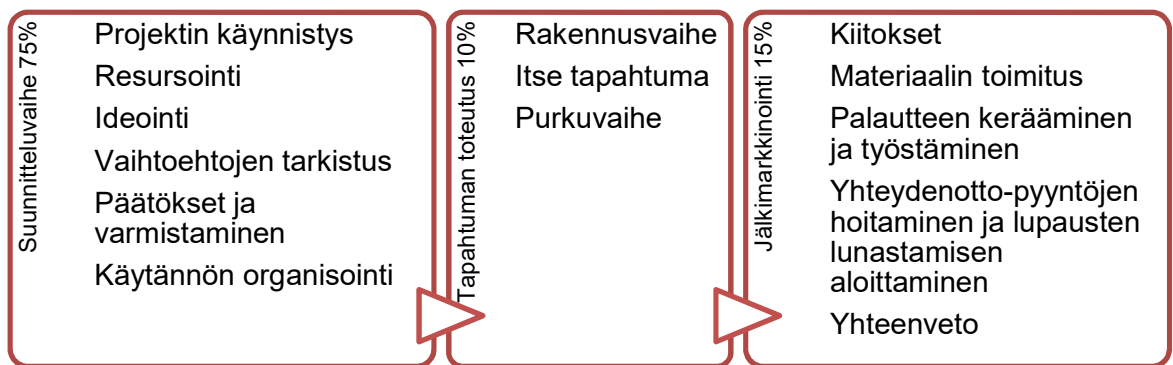 Suunnitteluvaihe 75%
Projektin käynnistys
Resursointi
Ideointi
Vaihtoehtojen tarkistus
Päätökset ja
varmistaminen
Käytännön organisointi
Tapahtuman toteutus 10%
Rakennusvaihe
Itse tapahtuma
Purkuvaihe
Jälkimarkkinointi 15%
Kiitokset
Materiaalin toimitus
Palautteen kerääminen
ja työstäminen
Yhteydenotto-pyyntöjen
hoitaminen ja lupausten
lunastamisen
aloittaminen
Yhteenveto